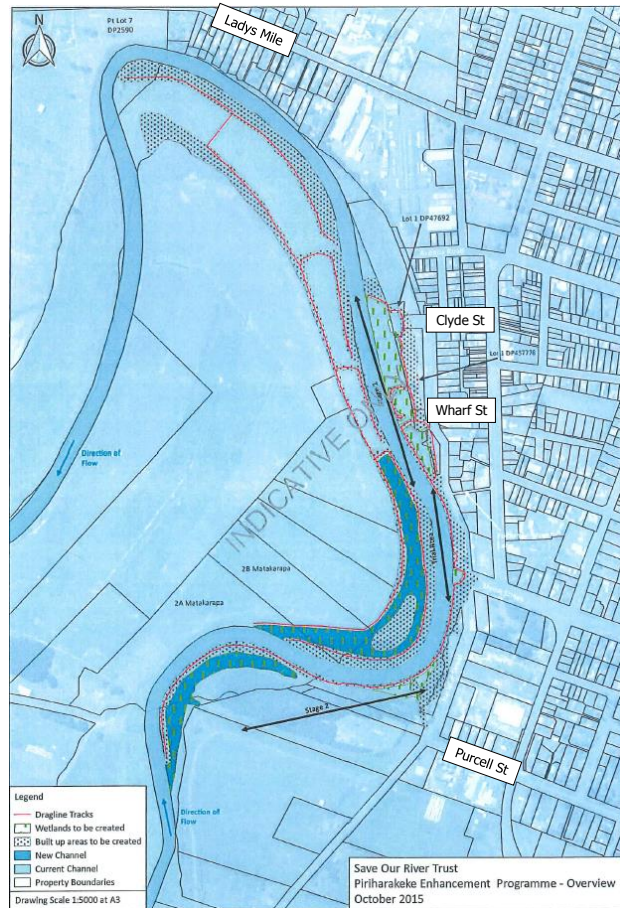 Pt Lot 7
DP2590
Ladys Mile
Lot 1 DP47692
Clyde St
Wharf St
Direction of
Flow
INDICATIVE ONLY
2B Matakarapa
2A Matakarapa
Stage 2
Purcell St
Direction of
Flow
Legend
Dragline Tracks
Wetlands to be created
Built up areas to be created
New Channel
Current Channel
Property Boundaries
Drawing Scale 1:5000 at A3
Save Our River Trust
Piriharakeke Enhancement Programme - Overview
October 2015